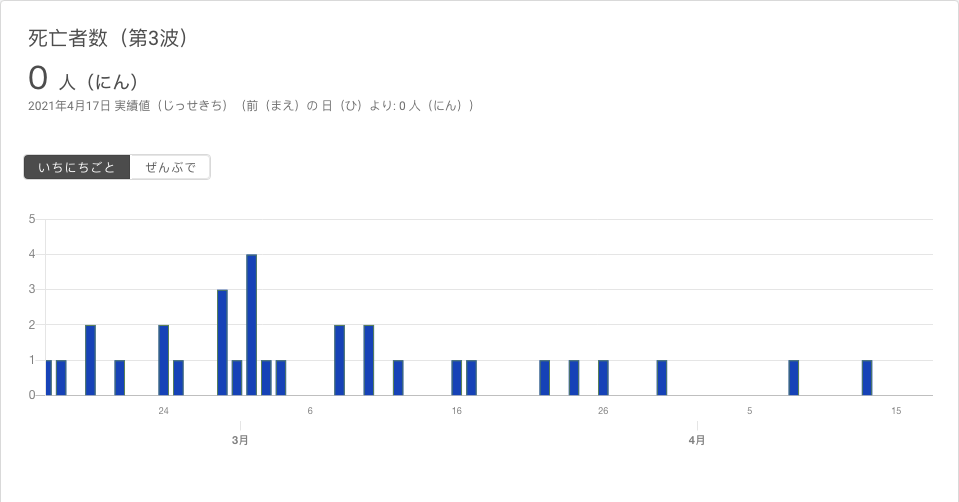 死亡者数（第3波）
0 人（にん）
2021年4月17日 実績値（じっせきち）（前（まえ）の 日（ひ）より: 0 人（にん））
いちにちごと ぜんぶで
5
4
3
2
1
0
24 6 16 26 5 15
3月 4月